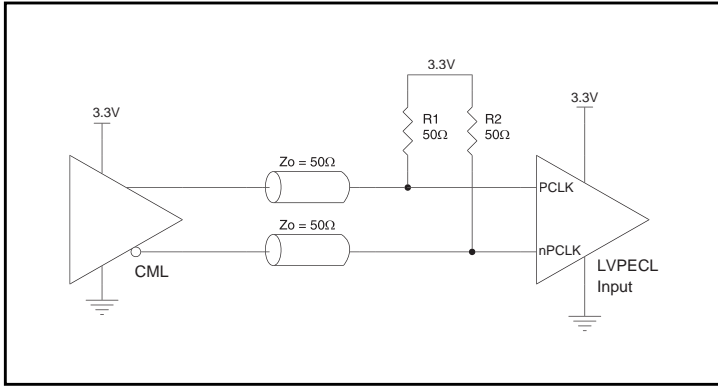 3.3V
3.3V
3.3V
R1
50Ω
R2
50Ω
Zo = 50Ω
PCLK
Zo = 50Ω
nPCLK
CML
LVPECL
Input